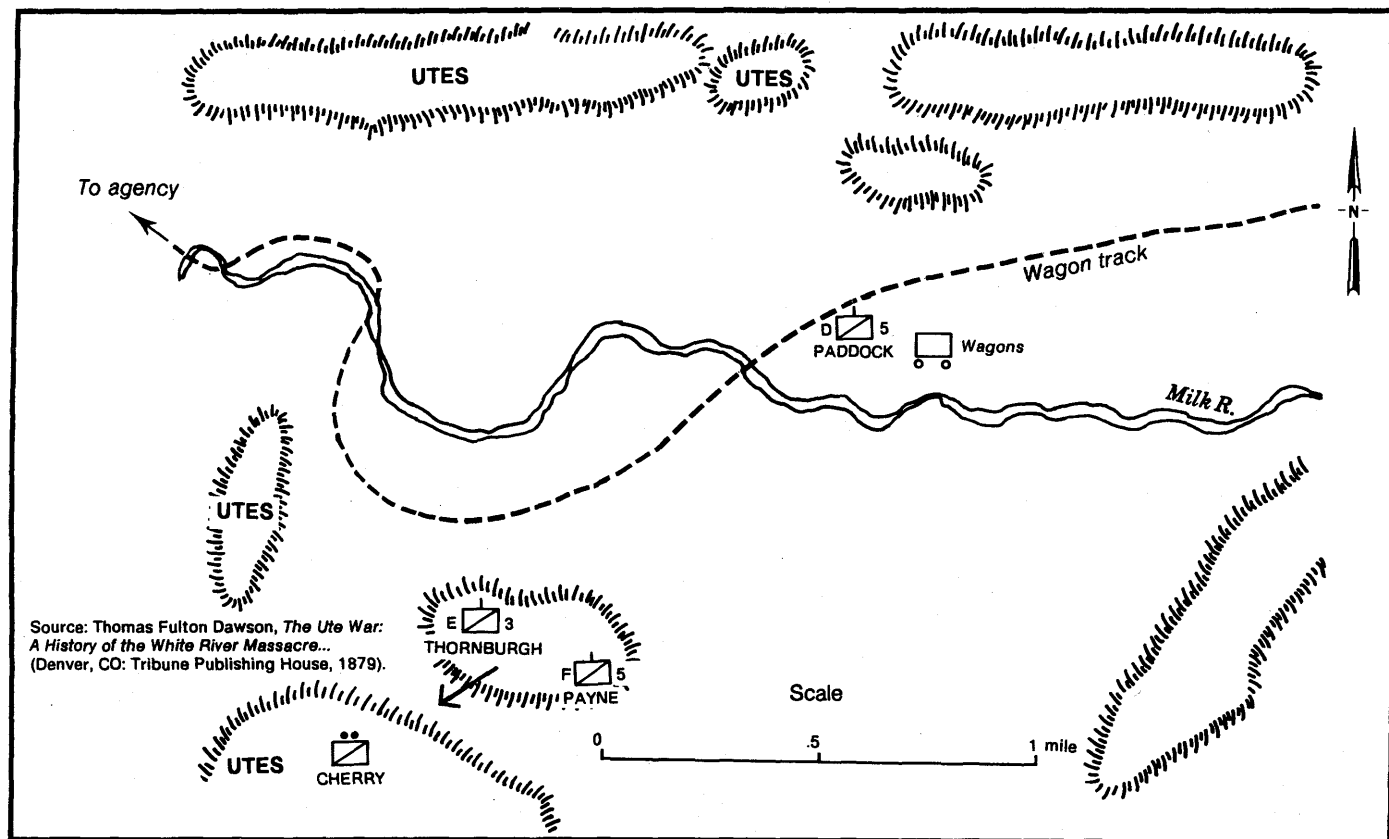 UTES
UTES
To agency
-N-
Wagon track
D 5
PADDOCK
Wagons
Milk R.
UTES
Source: Thomas Fulton Dawson, The Ute War:
A History of the White River Massacre...
(Denver, CO: Tribune Publishing House, 1879).
E 3
THORNBURGH
F 5
PAYNE
UTES
CHERRY
Scale
0 .5 1 mile